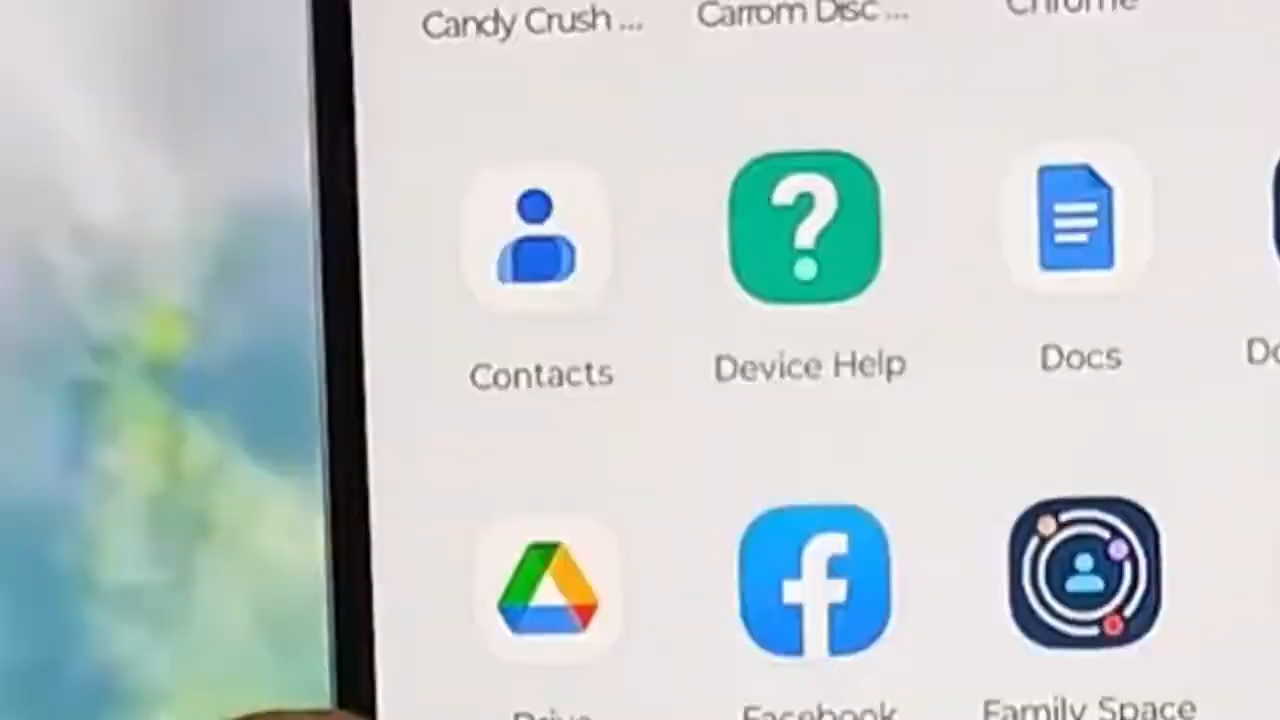 Candy Crush ...
Carrom Disc ...
Chrome
Contacts
Device Help
Docs
Drive
Facebook
Family Space